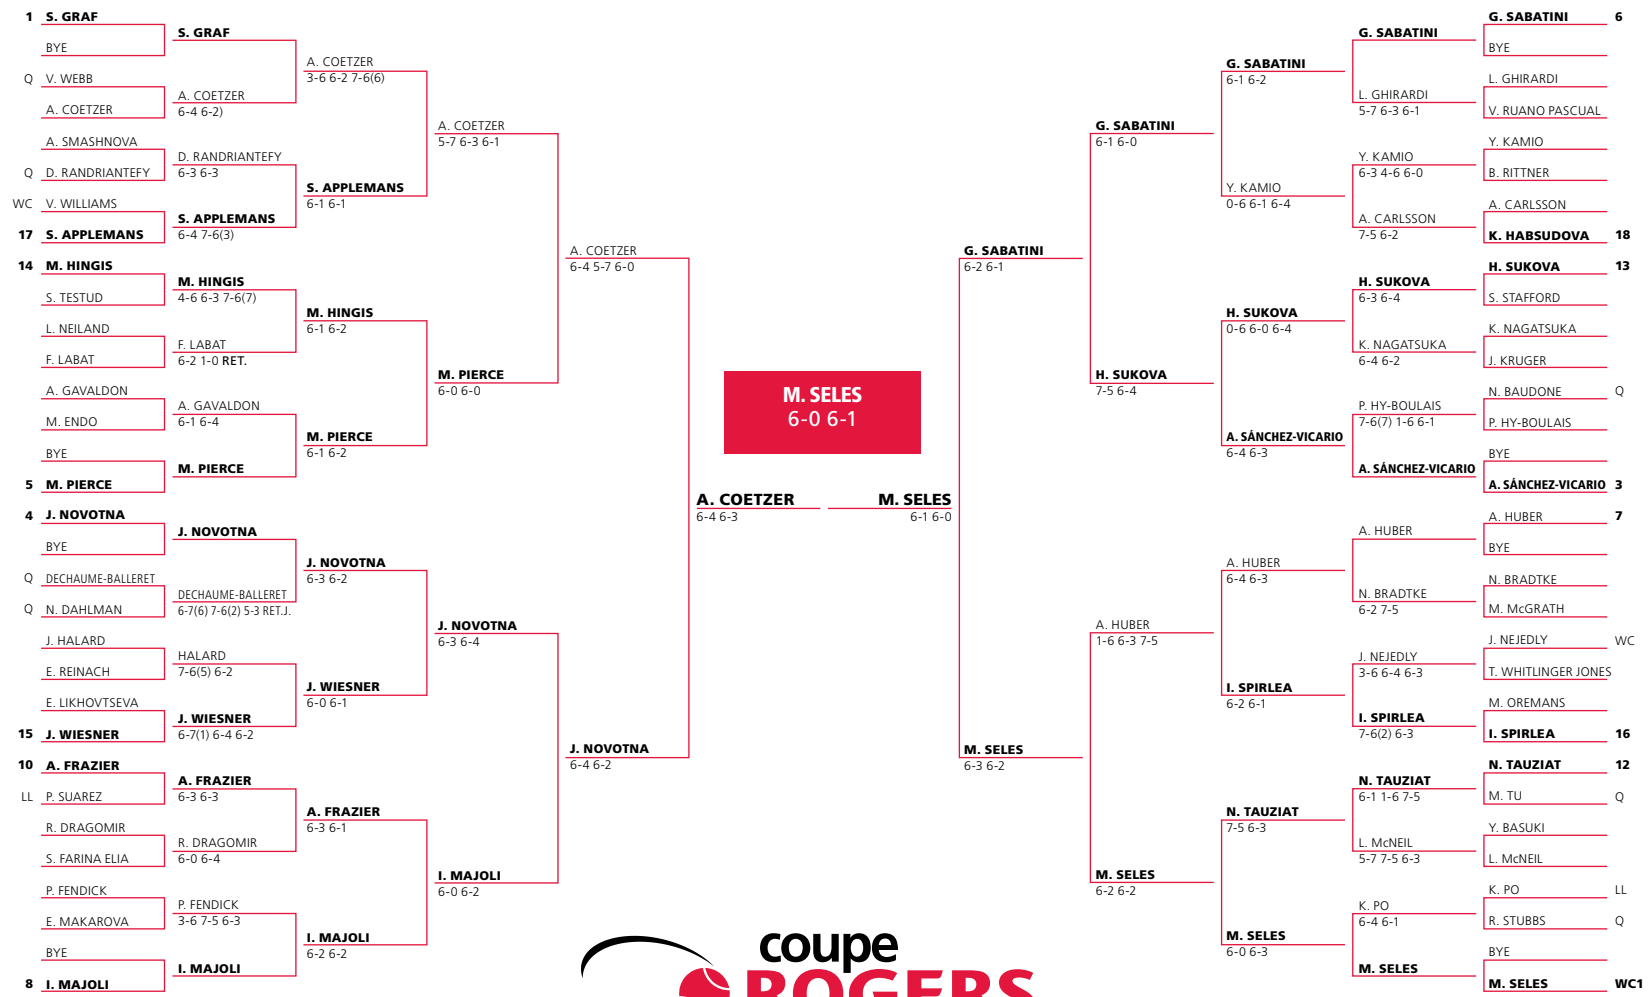 1 S. GRAF
BYE
Q V. WEBB
A. COETZER
A. SMASHNOVA
Q D. RANDRIANTEFY
WC V. WILLIAMS
17 S. APPLEMANS
14 M. HINGIS
S. TESTUD
L. NEILAND
F. LABAT
A. GAVALDON
M. ENDO
BYE
5 M. PIERCE
4 J. NOVOTNA
BYE
Q DECHAUME-BALLERET
Q N. DAHLMAN
J. HALARD
E. REINACH
E. LIKHOVTSEVA
15 J. WIESNER
10 A. FRAZIER
LL P. SUAREZ
R. DRAGOMIR
S. FARINA ELIA
P. FENDICK
E. MAKAROVA
BYE
8 I. MAJOLI
S. GRAF
A. COETZER
6-4 6-2)
D. RANDRIANTEFY
6-3 6-3
S. APPLEMANS
6-4 7-6(3)
M. HINGIS
4-6 6-3 7-6(7)
F. LABAT
6-2 1-0 RET.
A. GAVALDON
6-1 6-4
M. PIERCE
J. NOVOTNA
DECHAUME-BALLERET
6-7(6) 7-6(2) 5-3 RET.J.
HALARD
7-6(5) 6-2
J. WIESNER
6-7(1) 6-4 6-2
A. FRAZIER
6-3 6-3
R. DRAGOMIR
6-0 6-4
P. FENDICK
3-6 7-5 6-3
I. MAJOLI
A. COETZER
3-6 6-2 7-6(6)
S. APPLEMANS
6-1 6-1
M. HINGIS
6-1 6-2
M. PIERCE
6-1 6-2
J. NOVOTNA
6-3 6-2
J. WIESNER
6-0 6-1
A. FRAZIER
6-3 6-1
I. MAJOLI
6-2 6-2
A. COETZER
5-7 6-3 6-1
M. PIERCE
6-0 6-0
J. NOVOTNA
6-3 6-4
I. MAJOLI
6-0 6-2
A. COETZER
6-4 5-7 6-0
J. NOVOTNA
6-4 6-2
A. COETZER
6-4 6-3
M. SELES
6-0 6-1
M. SELES
6-1 6-0
G. SABATINI
6-2 6-1
M. SELES
6-3 6-2
G. SABATINI
6-1 6-0
H. SUKOVA
7-5 6-4
A. HUBER
1-6 6-3 7-5
M. SELES
6-2 6-2
G. SABATINI
6-1 6-2
Y. KAMIO
0-6 6-1 6-4
H. SUKOVA
0-6 6-0 6-4
A. SÁNCHEZ-VICARIO
6-4 6-3
A. HUBER
6-4 6-3
I. SPIRLEA
6-2 6-1
N. TAUZIAT
7-5 6-3
M. SELES
6-0 6-3
G. SABATINI
L. GHIRARDI
5-7 6-3 6-1
Y. KAMIO
6-3 4-6 6-0
A. CARLSSON
7-5 6-2
H. SUKOVA
6-3 6-4
K. NAGATSUKA
6-4 6-2
P. HY-BOULAIS
7-6(7) 1-6 6-1
A. SÁNCHEZ-VICARIO
A. HUBER
N. BRADTKE
6-2 7-5
J. NEJEDLY
3-6 6-4 6-3
I. SPIRLEA
7-6(2) 6-3
N. TAUZIAT
6-1 1-6 7-5
L. McNEIL
5-7 7-5 6-3
K. PO
6-4 6-1
M. SELES
G. SABATINI 6
BYE
L. GHIRARDI
V. RUANO PASCUAL
Y. KAMIO
B. RITTNER
A. CARLSSON
K. HABSUDOVA 18
H. SUKOVA 13
S. STAFFORD
K. NAGATSUKA
J. KRUGER
N. BAUDONE Q
P. HY-BOULAIS
BYE
A. SÁNCHEZ-VICARIO 3
A. HUBER 7
BYE
N. BRADTKE
M. McGRATH
J. NEJEDLY WC
T. WHITLINGER JONES
M. OREMANS
I. SPIRLEA 16
N. TAUZIAT 12
M. TU Q
Y. BASUKI
L. McNEIL
K. PO LL
R. STUBBS Q
BYE
M. SELES WC1
coupe
ROGERS